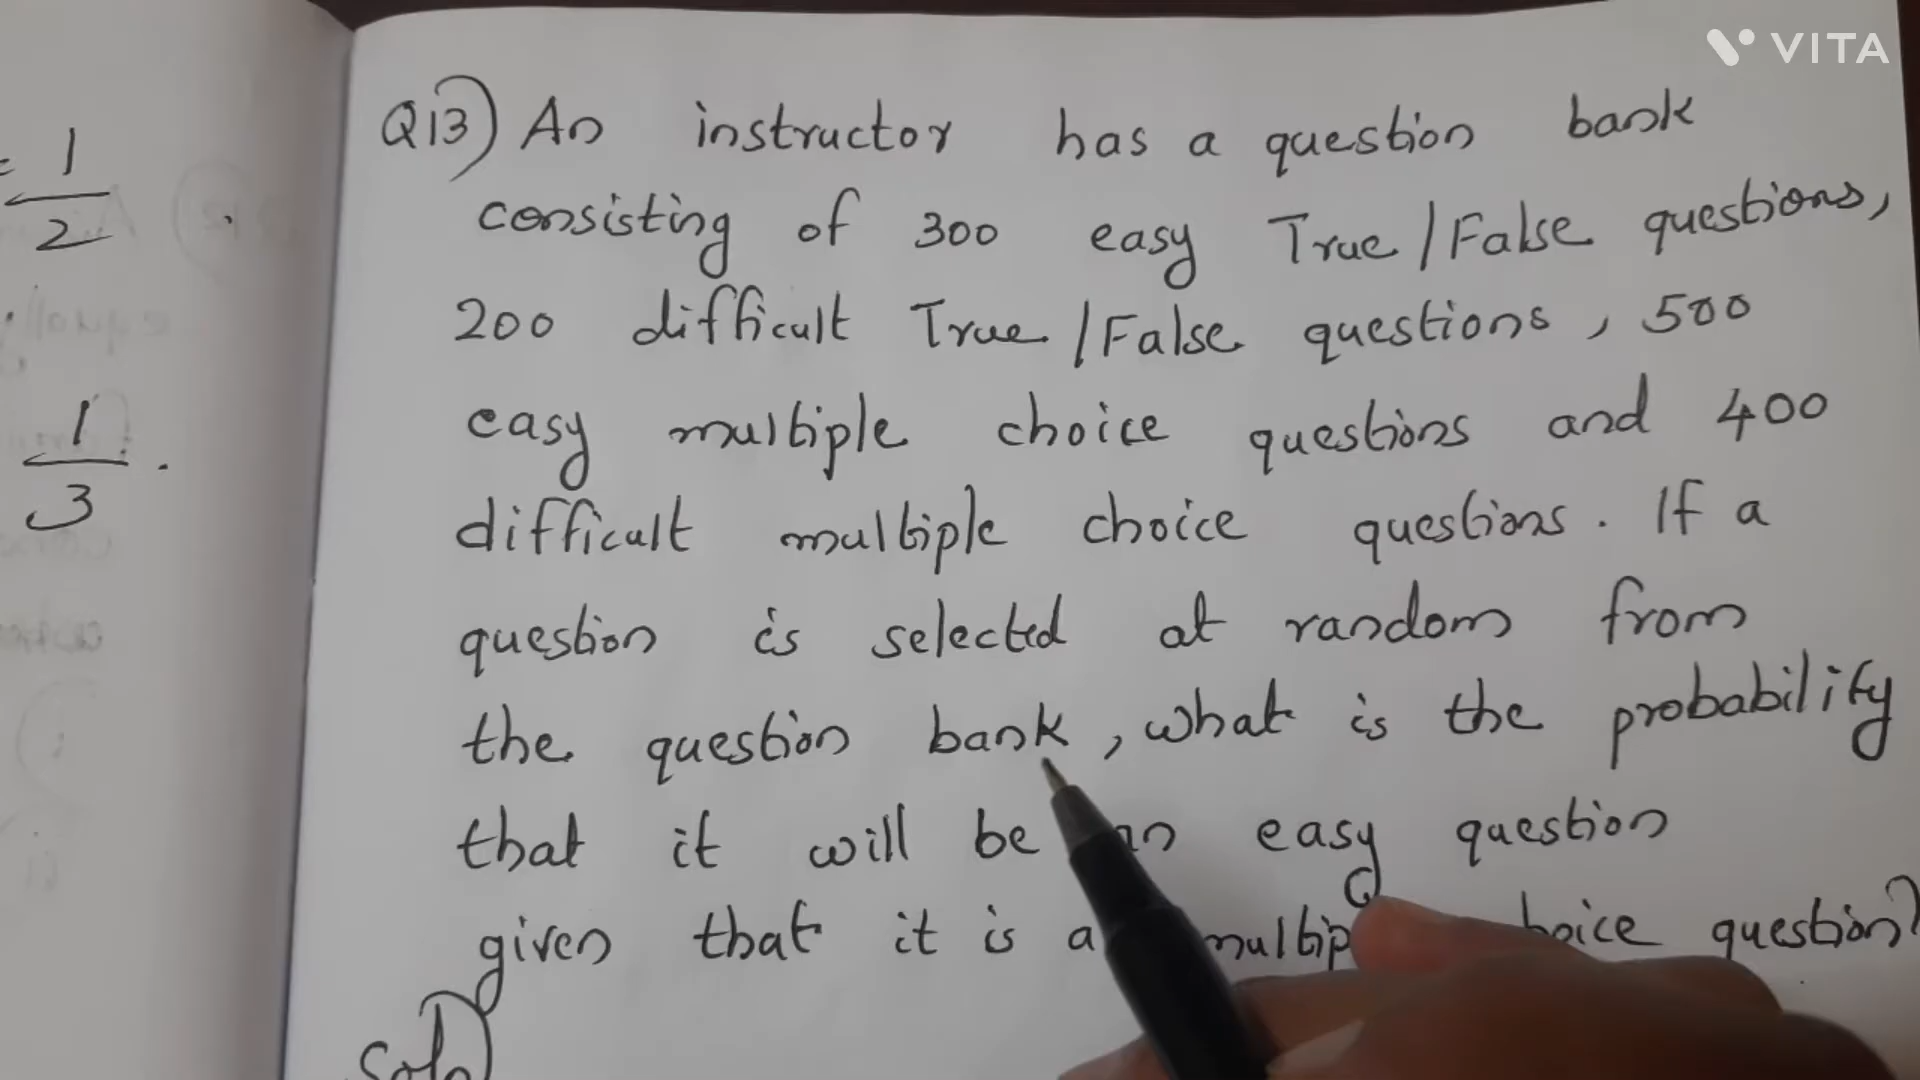 VITA
= 1/2
1/3 .
Q13) An instructor has a question bank
consisting of 300 easy True/False questions,
200 difficult True/False questions, 500
easy multiple choice questions and 400
difficult multiple choice questions. If a
question is selected at random from
the question bank, what is the probability
that it will be an easy question
given that it is a question?
Soln)